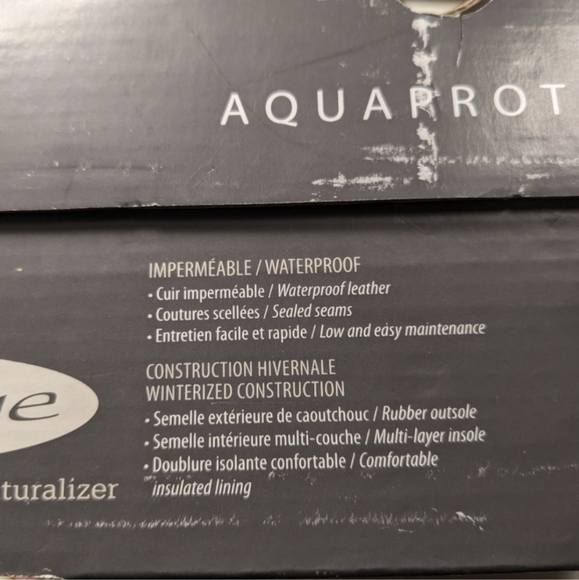 AQUAPROT
IMPERMÉABLE / WATERPROOF
• Cuir imperméable / Waterproof leather
• Coutures scellées / Sealed seams
• Entretien facile et rapide / Low and easy maintenance
CONSTRUCTION HIVERNALE
WINTERIZED CONSTRUCTION
• Semelle extérieure de caoutchouc / Rubber outsole
• Semelle intérieure multi-couche / Multi-layer insole
• Doublure isolante confortable / Comfortable
insulated lining
turalizer